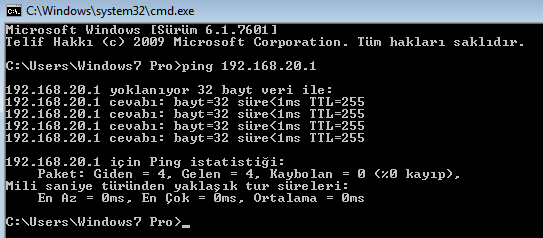 C:\Windows\system32\cmd.exe
Microsoft Windows [Sürüm 6.1.7601]
Telif Hakkı (c) 2009 Microsoft Corporation. Tüm hakları saklıdır.
C:\Users\Windows7 Pro>ping 192.168.20.1
192.168.20.1 yoklanıyor 32 bayt veri ile:
192.168.20.1 cevabı: bayt=32 süre<1ms TTL=255
192.168.20.1 cevabı: bayt=32 süre<1ms TTL=255
192.168.20.1 cevabı: bayt=32 süre<1ms TTL=255
192.168.20.1 cevabı: bayt=32 süre<1ms TTL=255
192.168.20.1 için Ping istatistiği:
Paket: Giden = 4, Gelen = 4, Kaybolan = 0 (%0 kayıp),
Mili saniye türünden yaklaşık tur süreleri:
En Az = 0ms, En Çok = 0ms, Ortalama = 0ms
C:\Users\Windows7 Pro>_